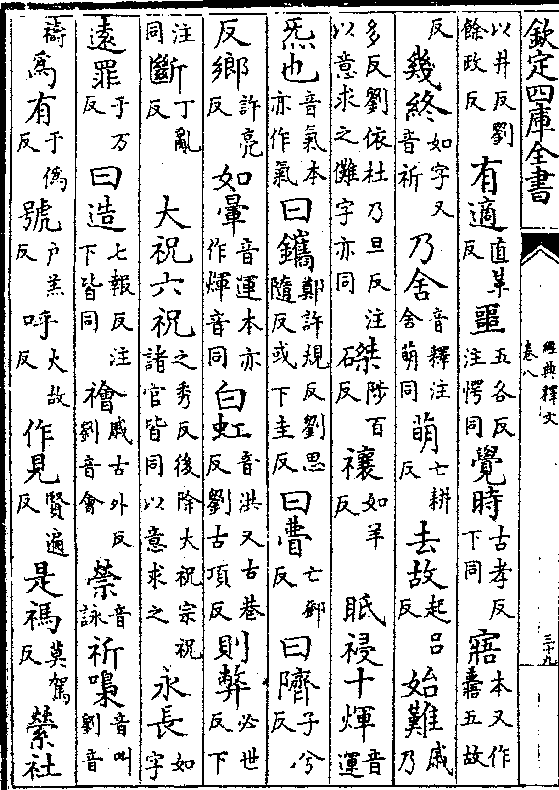 欽定四庫全書
經典釋文
卷八
三十九
以井反劉餘政反有適直革反噩五各反注愕同覺時古孝反下同寤本又作㝱五故
反幾終如字又音祈乃舍音釋注舍萌同萌亡耕反去故起呂反始難戚乃
多反劉依杜乃旦反注以意求之儺字亦同磔陟百反禳如羊反眡祲十煇音運
炁也音氣本亦作氣曰鑴鄭許規反劉思隨反或下圭反曰瞢亡鄧反曰隮子兮反
反鄉許亮反如暈音運本亦作煇音同白虹音洪又古巷反劉古項反則弊必世反下
注同斷丁亂反大祝六祝之秀反後除大祝宗祝諸官皆同以意求之永長如字
遠罪于万反曰造七報反注下皆同禬戚古外反劉音會禜音詠祈嘄音叫劉音
禱爲有于僞反號户羔反呼火故反作見賢遍反是禡莫駕反禜社